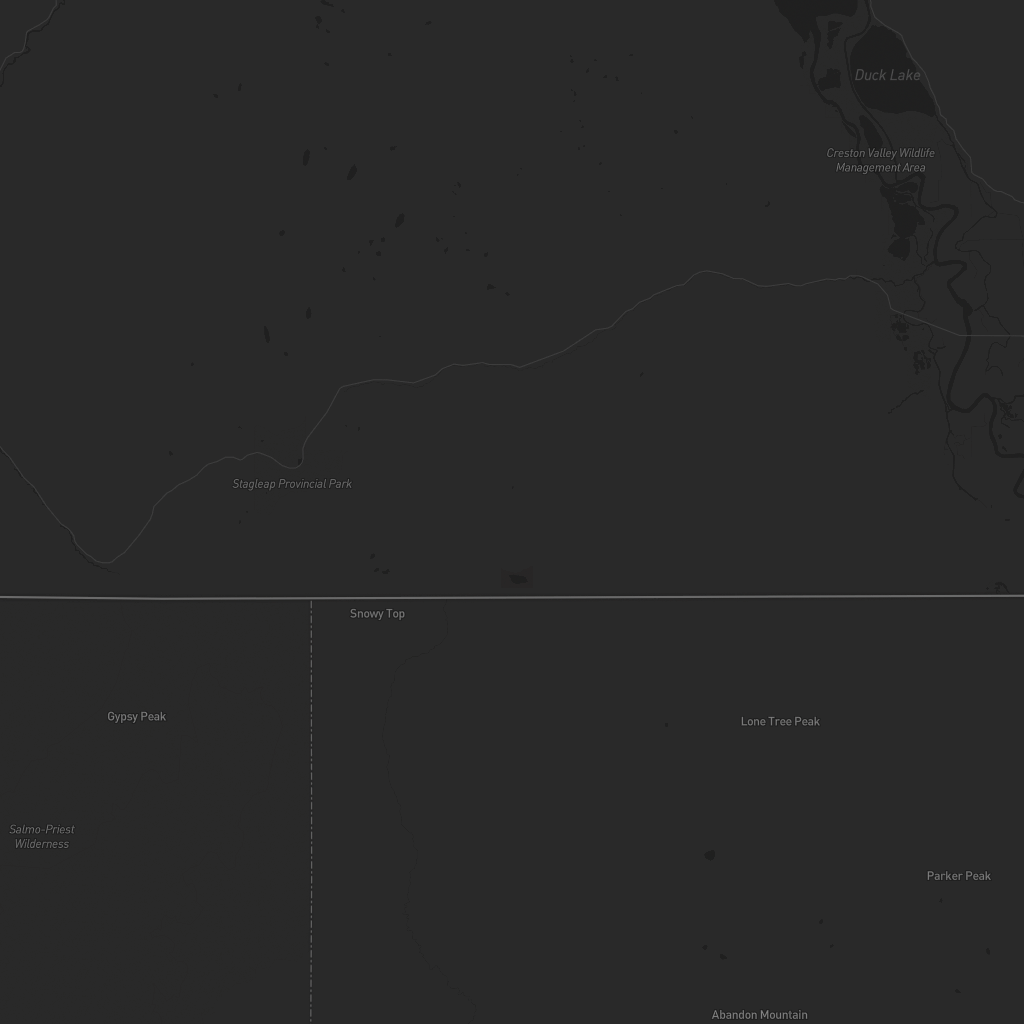 Duck Lake
Creston Valley Wildlife
Management Area
Stagleap Provincial Park
Snowy Top
Gypsy Peak
Lone Tree Peak
Salmo-Priest
Wilderness
Parker Peak
Abandon Mountain